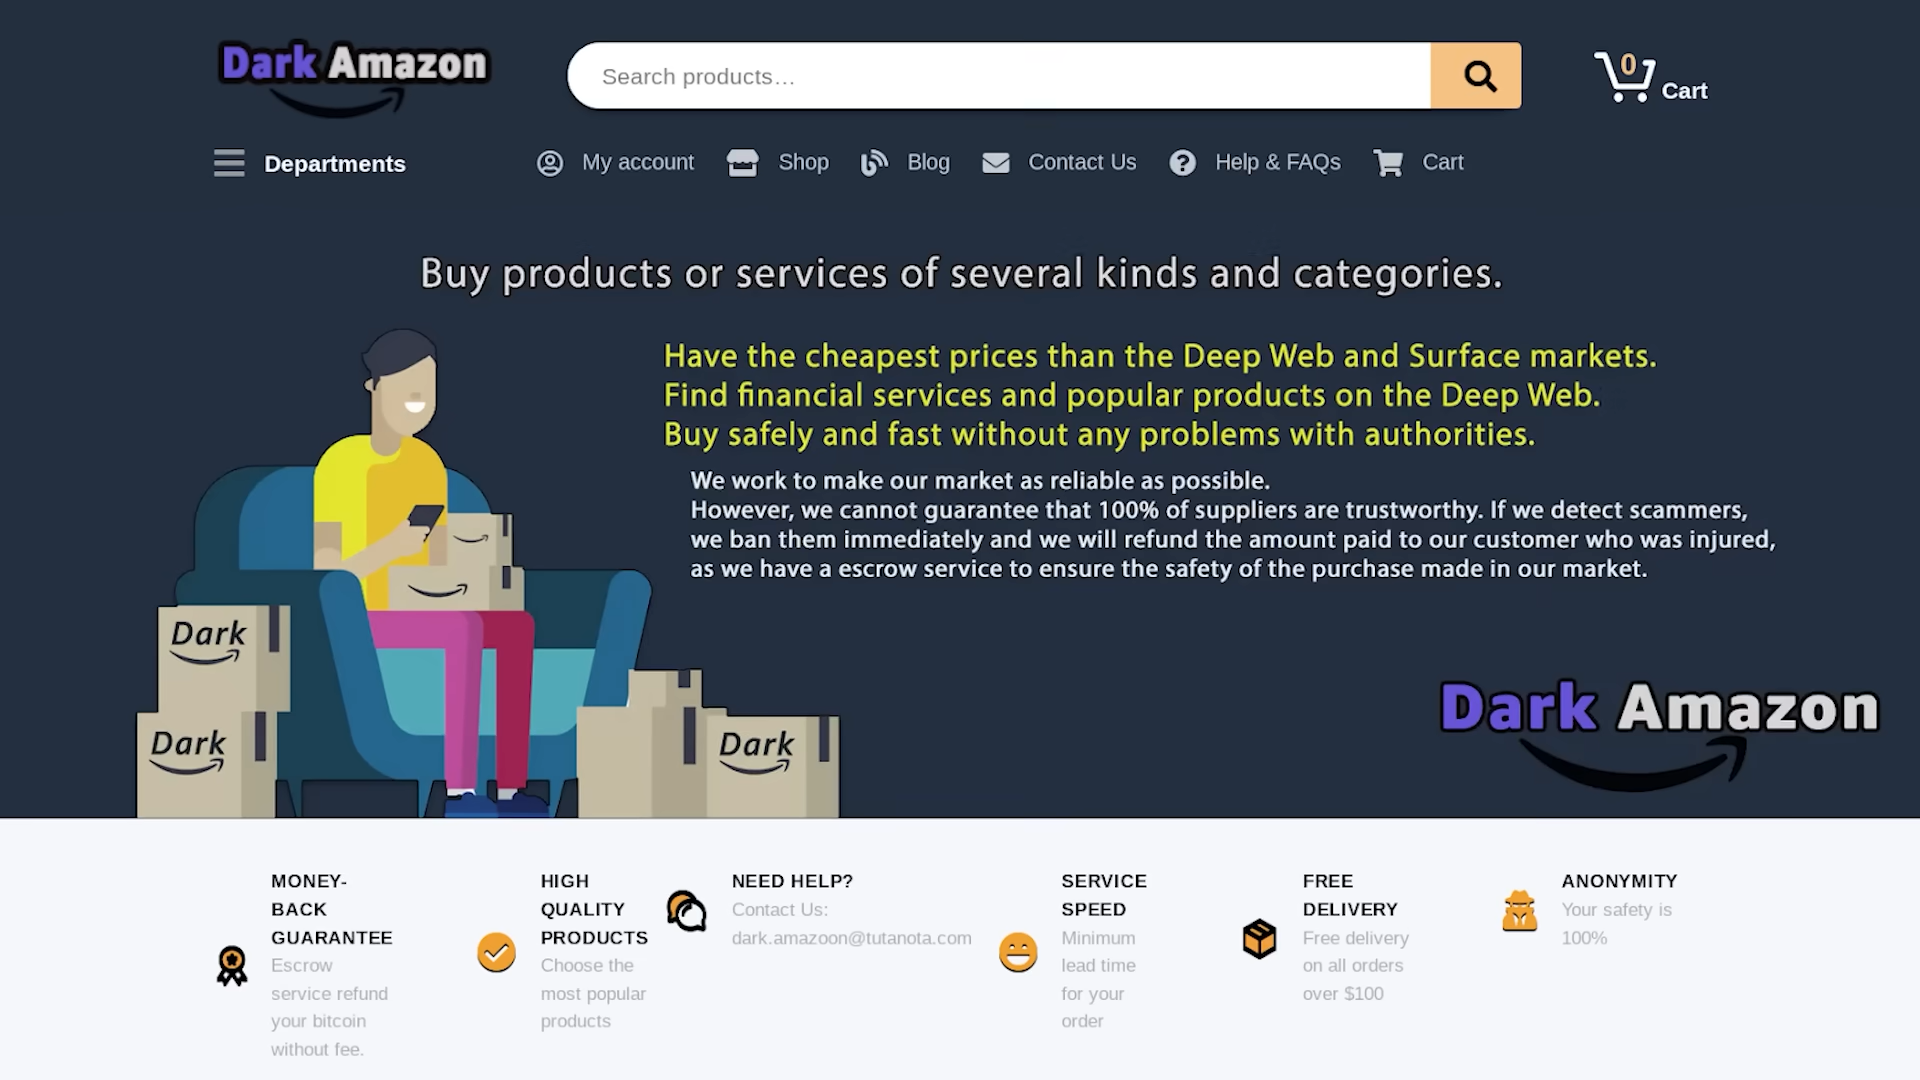 Dark Amazon
Search products...
0
Cart
Departments
My account
Shop
Blog
Contact Us
Help & FAQs
Cart
Buy products or services of several kinds and categories.
Have the cheapest prices than the Deep Web and Surface markets.
Find financial services and popular products on the Deep Web.
Buy safely and fast without any problems with authorities.
We work to make our market as reliable as possible.
However, we cannot guarantee that 100% of suppliers are trustworthy. If we detect scammers,
we ban them immediately and we will refund the amount paid to our customer who was injured,
as we have a escrow service to ensure the safety of the purchase made in our market.
Dark
Dark
Dark
Dark Amazon
MONEY-
BACK
GUARANTEE
Escrow
service refund
your bitcoin
without fee.
HIGH
QUALITY
PRODUCTS
Choose the
most popular
products
NEED HELP?
Contact Us:
dark.amazoon@tutanota.com
SERVICE
SPEED
Minimum
lead time
for your
order
FREE
DELIVERY
Free delivery
on all orders
over $100
ANONYMITY
Your safety is
100%